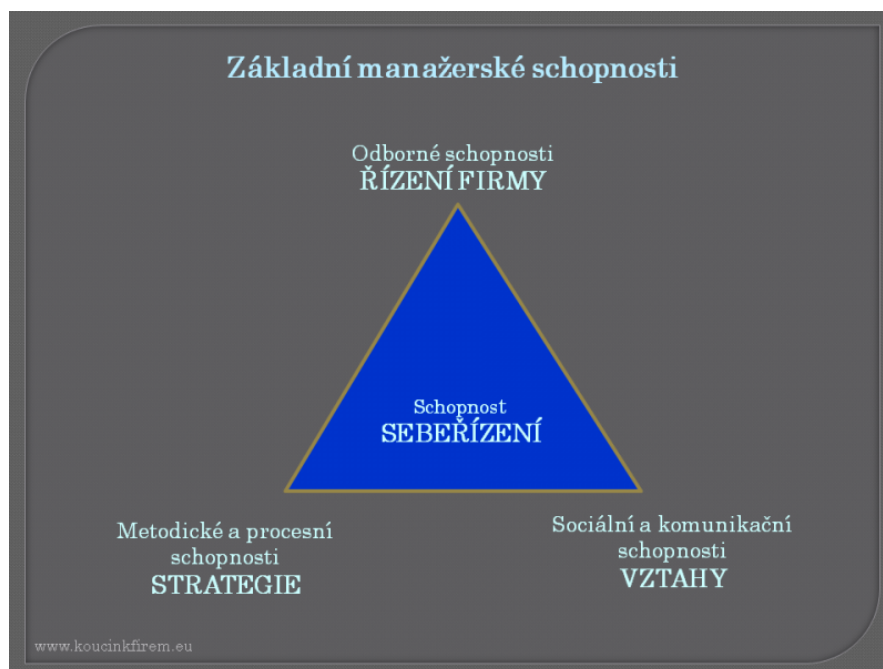 Základní manažerské schopnosti
Odborné schopnosti
ŘÍZENÍ FIRMY
Schopnost
SEBEŘÍZENÍ
Metodické a procesní
schopnosti
STRATEGIE
Sociální a komunikační
schopnosti
VZTAHY
www.koucinkfirem.eu